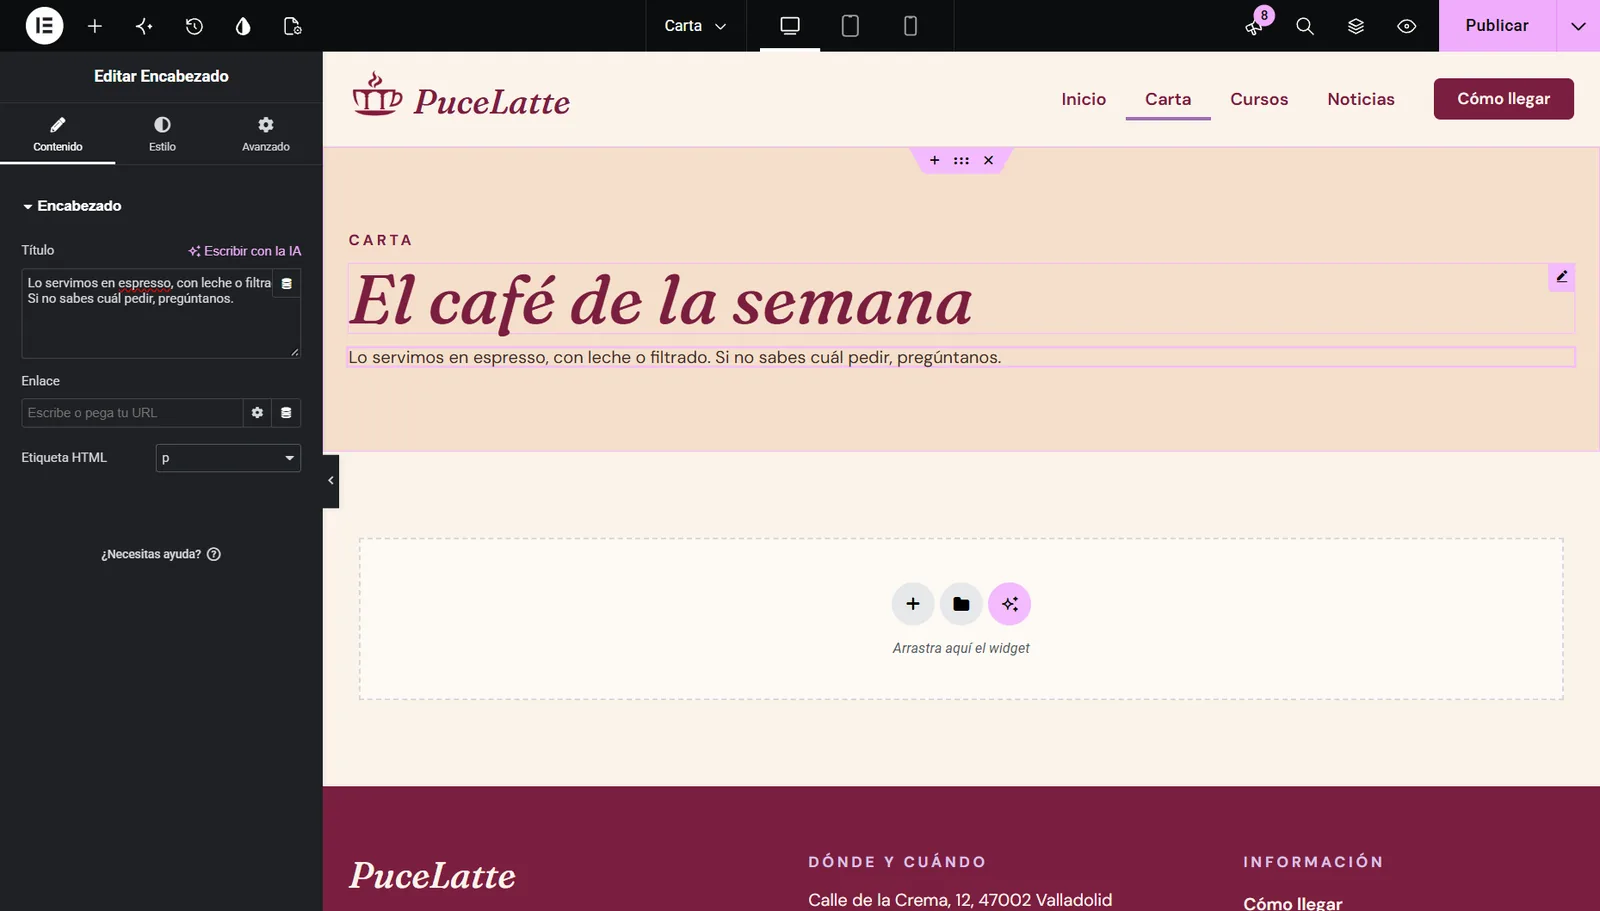 Carta
8
Publicar
Editar Encabezado
Contenido
Estilo
Avanzado
Encabezado
Título
Escribir con la IA
Lo servimos en espresso, con leche o filtra
Si no sabes cuál pedir, pregúntanos.
Enlace
Escribe o pega tu URL
Etiqueta HTML
p
¿Necesitas ayuda?
PuceLatte
Inicio
Carta
Cursos
Noticias
Cómo llegar
CARTA
El café de la semana
Lo servimos en espresso, con leche o filtrado. Si no sabes cuál pedir, pregúntanos.
Arrastra aquí el widget
PuceLatte
DÓNDE Y CUÁNDO
Calle de la Crema, 12, 47002 Valladolid
INFORMACIÓN
Cómo llegar